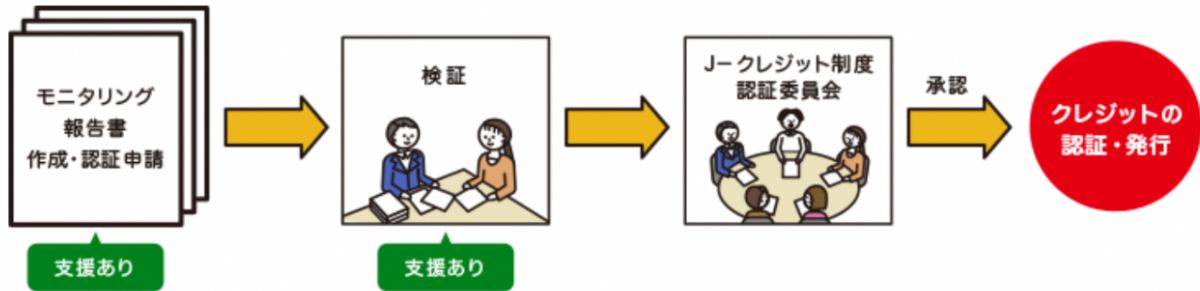 モニタリング
報告書
作成・認証申請
支援あり
検証
支援あり
J－クレジット制度
認証委員会
承認
クレジットの
認証・発行